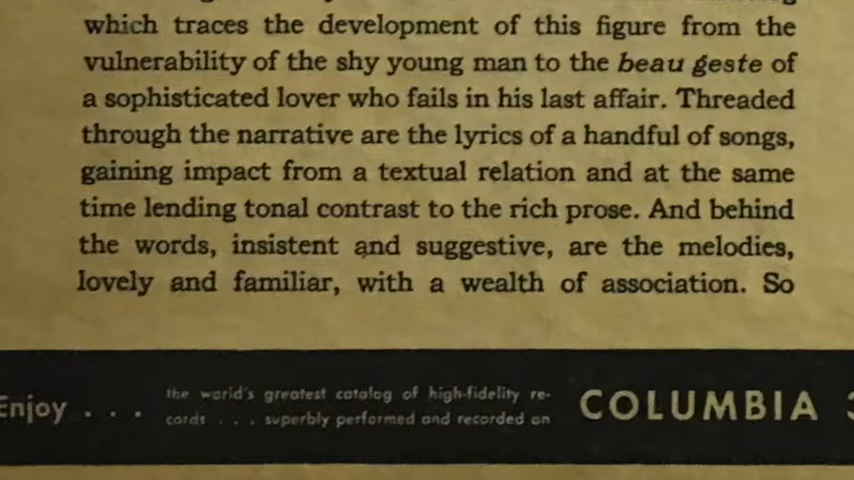 which traces the development of this figure from the
vulnerability of the shy young man to the beau geste of
a sophisticated lover who fails in his last affair. Threaded
through the narrative are the lyrics of a handful of songs,
gaining impact from a textual relation and at the same
time lending tonal contrast to the rich prose. And behind
the words, insistent and suggestive, are the melodies,
lovely and familiar, with a wealth of association. So
Enjoy . . . the world's greatest catalog of high-fidelity re-
cords . . . superbly performed and recorded on COLUMBIA